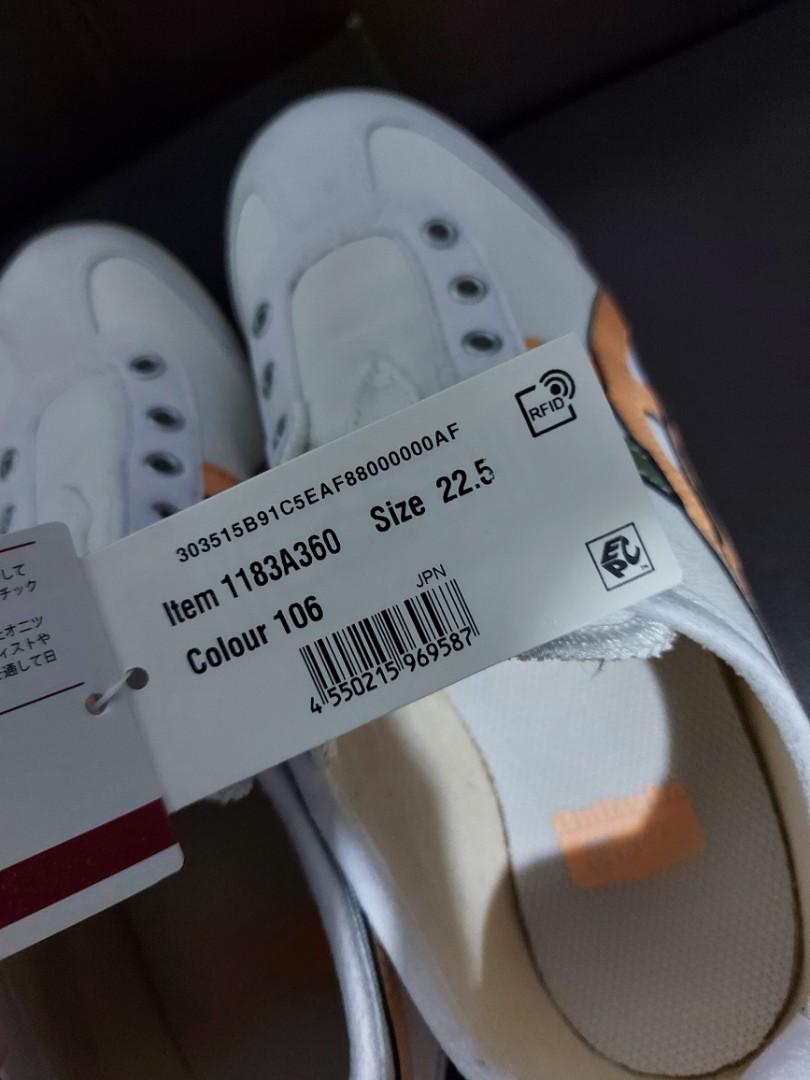 303515B91C5EAF88000000AF
RFID
Item 1183A360 Size 22.5
Colour 106
JPN
4 550215 969587
EPC
して
チック
オニツ
ィストや
通して日